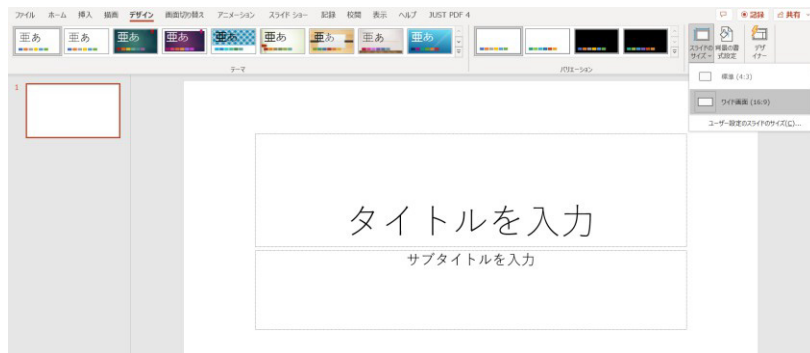 ファイル ホーム 挿入 描画 デザイン 画面切り替え アニメーション スライド ショー 記録 校閲 表示 ヘルプ JUST PDF 4
記録 共有
亜あ 亜あ 亜あ 亜あ 亜あ 亜あ 亜あ 亜あ 亜あ
スライドの サイズ
背景の書式設定
デザイナー
テーマ
バリエーション
標準 (4:3)
ワイド画面 (16:9)
ユーザー設定のスライドのサイズ(C)...
1
タイトルを入力
サブタイトルを入力